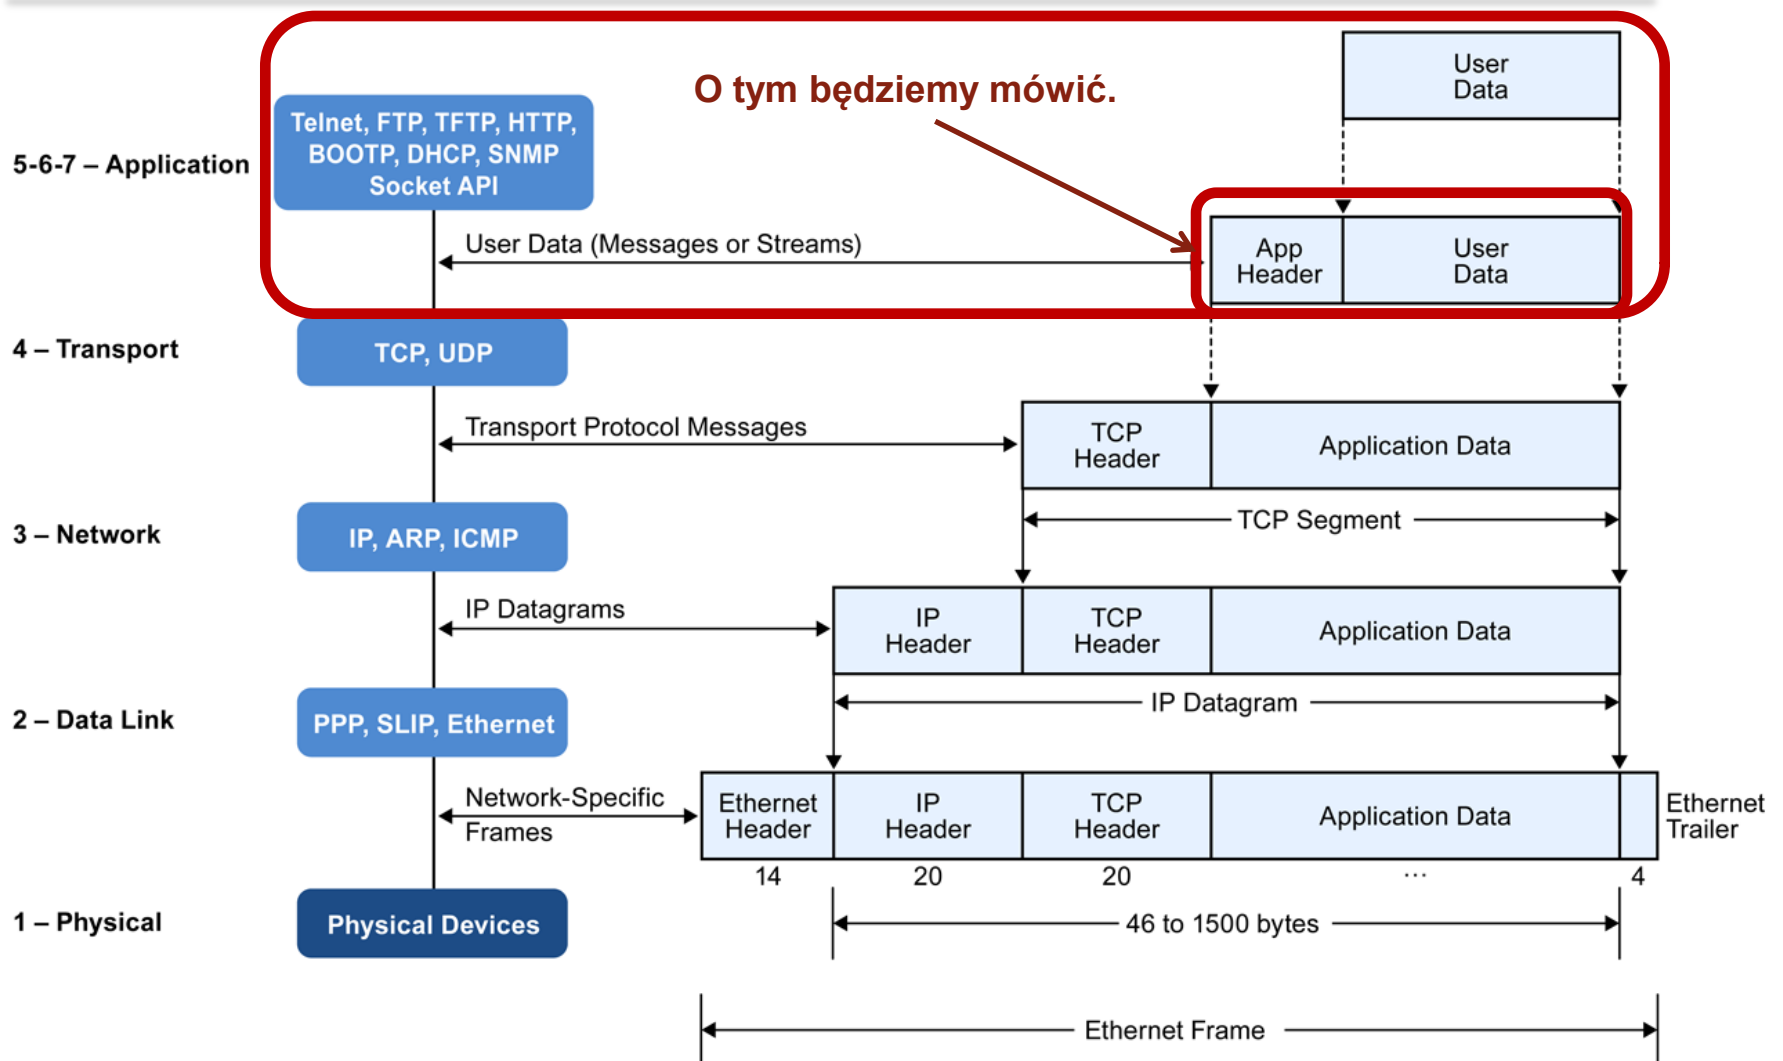 User
Data
O tym będziemy mówić.
Telnet, FTP, TFTP, HTTP,
BOOTP, DHCP, SNMP
Socket API
5-6-7 – Application
User Data (Messages or Streams)
App
Header
User
Data
4 – Transport
TCP, UDP
Transport Protocol Messages
TCP
Header
Application Data
TCP Segment
3 – Network
IP, ARP, ICMP
IP Datagrams
IP
Header
TCP
Header
Application Data
IP Datagram
2 – Data Link
PPP, SLIP, Ethernet
Network-Specific
Frames
Ethernet
Header
IP
Header
TCP
Header
Application Data
Ethernet
Trailer
14
20
20
...
4
1 – Physical
Physical Devices
46 to 1500 bytes
Ethernet Frame